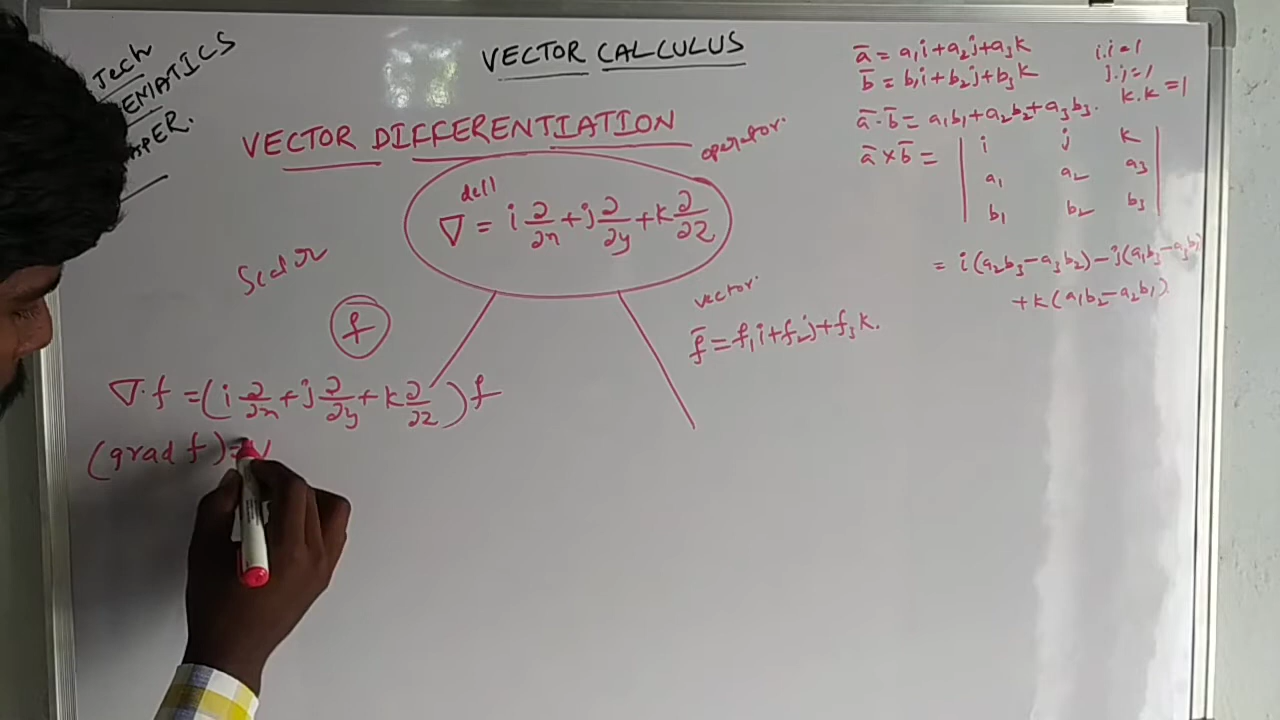 Tech
VECTOR CALCULUS
VECTOR DIFFERENTIATION
operator.
dell
∇ = i ∂/∂x + j ∂/∂y + k ∂/∂z
Scalar
f
∇.f = (i ∂/∂x + j ∂/∂y + k ∂/∂z) f
(grad f) =
vector.
f̄ = f₁i + f₂j + f₃k.
ā = a₁i + a₂j + a₃k
b̄ = b₁i + b₂j + b₃k
i.i = 1
j.j = 1
k.k = 1
ā.b̄ = a₁b₁ + a₂b₂ + a₃b₃.
ā × b̄ = | i j k |
| a₁ a₂ a₃ |
| b₁ b₂ b₃ |
= i(a₂b₃ - a₃b₂) - j(a₁b₃ - a₃b₁)
+ k(a₁b₂ - a₂b₁)